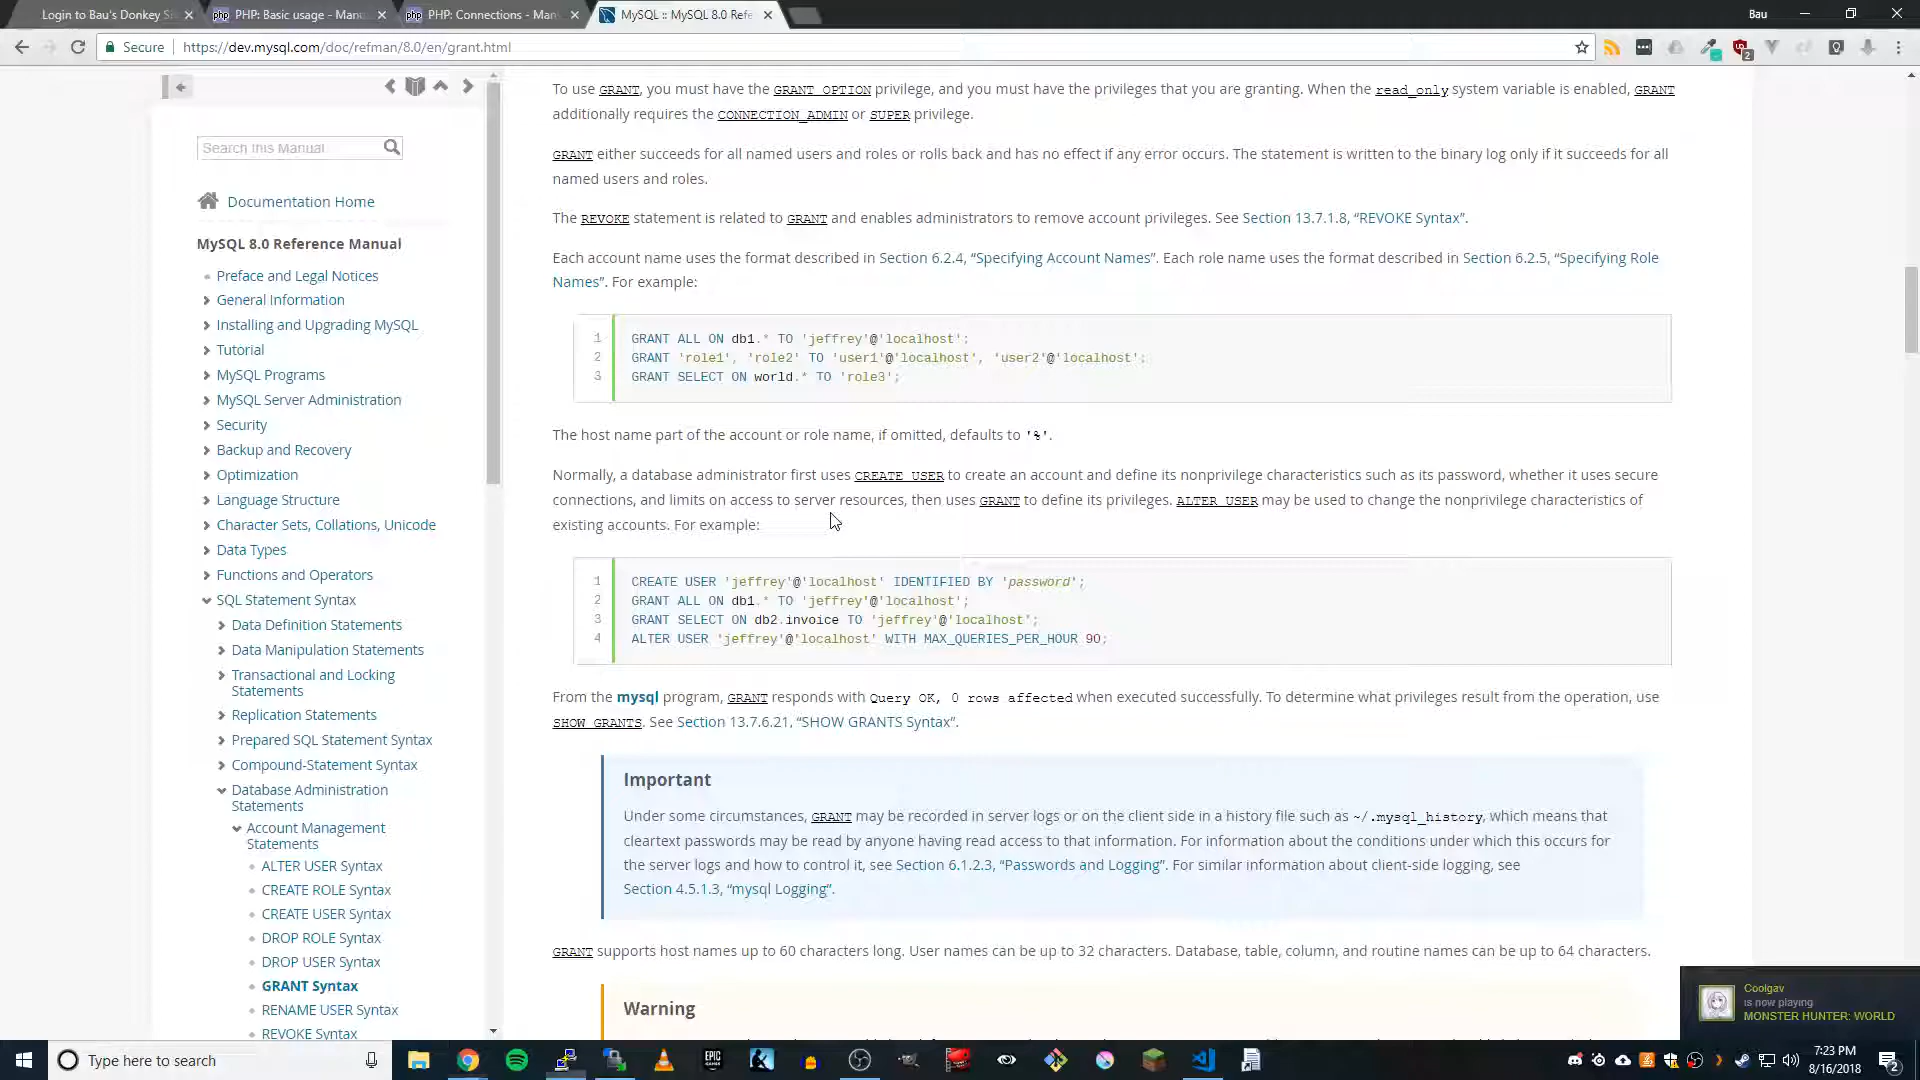 Login to Bau's Donkey S
PHP: Basic usage - Manu
PHP: Connections - Man
MySQL :: MySQL 8.0 Refe
Bau
Secure
https://dev.mysql.com/doc/refman/8.0/en/grant.html
2
Search this Manual
Documentation Home
MySQL 8.0 Reference Manual
Preface and Legal Notices
General Information
Installing and Upgrading MySQL
Tutorial
MySQL Programs
MySQL Server Administration
Security
Backup and Recovery
Optimization
Language Structure
Character Sets, Collations, Unicode
Data Types
Functions and Operators
SQL Statement Syntax
Data Definition Statements
Data Manipulation Statements
Transactional and Locking
Statements
Replication Statements
Prepared SQL Statement Syntax
Compound-Statement Syntax
Database Administration
Statements
Account Management
Statements
ALTER USER Syntax
CREATE ROLE Syntax
CREATE USER Syntax
DROP ROLE Syntax
DROP USER Syntax
GRANT Syntax
RENAME USER Syntax
REVOKE Syntax
To use GRANT, you must have the GRANT OPTION privilege, and you must have the privileges that you are granting. When the read_only system variable is enabled, GRANT
additionally requires the CONNECTION_ADMIN or SUPER privilege.
GRANT either succeeds for all named users and roles or rolls back and has no effect if any error occurs. The statement is written to the binary log only if it succeeds for all
named users and roles.
The REVOKE statement is related to GRANT and enables administrators to remove account privileges. See Section 13.7.1.8, “REVOKE Syntax”.
Each account name uses the format described in Section 6.2.4, “Specifying Account Names”. Each role name uses the format described in Section 6.2.5, “Specifying Role
Names”. For example:
1 GRANT ALL ON db1.* TO 'jeffrey'@'localhost';
2 GRANT 'role1', 'role2' TO 'user1'@'localhost', 'user2'@'localhost';
3 GRANT SELECT ON world.* TO 'role3';
The host name part of the account or role name, if omitted, defaults to '%'.
Normally, a database administrator first uses CREATE USER to create an account and define its nonprivilege characteristics such as its password, whether it uses secure
connections, and limits on access to server resources, then uses GRANT to define its privileges. ALTER USER may be used to change the nonprivilege characteristics of
existing accounts. For example:
1 CREATE USER 'jeffrey'@'localhost' IDENTIFIED BY 'password';
2 GRANT ALL ON db1.* TO 'jeffrey'@'localhost';
3 GRANT SELECT ON db2.invoice TO 'jeffrey'@'localhost';
4 ALTER USER 'jeffrey'@'localhost' WITH MAX_QUERIES_PER_HOUR 90;
From the mysql program, GRANT responds with Query OK, 0 rows affected when executed successfully. To determine what privileges result from the operation, use
SHOW GRANTS. See Section 13.7.6.21, “SHOW GRANTS Syntax”.
Important
Under some circumstances, GRANT may be recorded in server logs or on the client side in a history file such as ~/.mysql_history, which means that
cleartext passwords may be read by anyone having read access to that information. For information about the conditions under which this occurs for
the server logs and how to control it, see Section 6.1.2.3, “Passwords and Logging”. For similar information about client-side logging, see
Section 4.5.1.3, “mysql Logging”.
GRANT supports host names up to 60 characters long. User names can be up to 32 characters. Database, table, column, and routine names can be up to 64 characters.
Warning
Coolgav
is now playing
MONSTER HUNTER: WORLD
Type here to search
EPIC
7:23 PM
8/16/2018
2